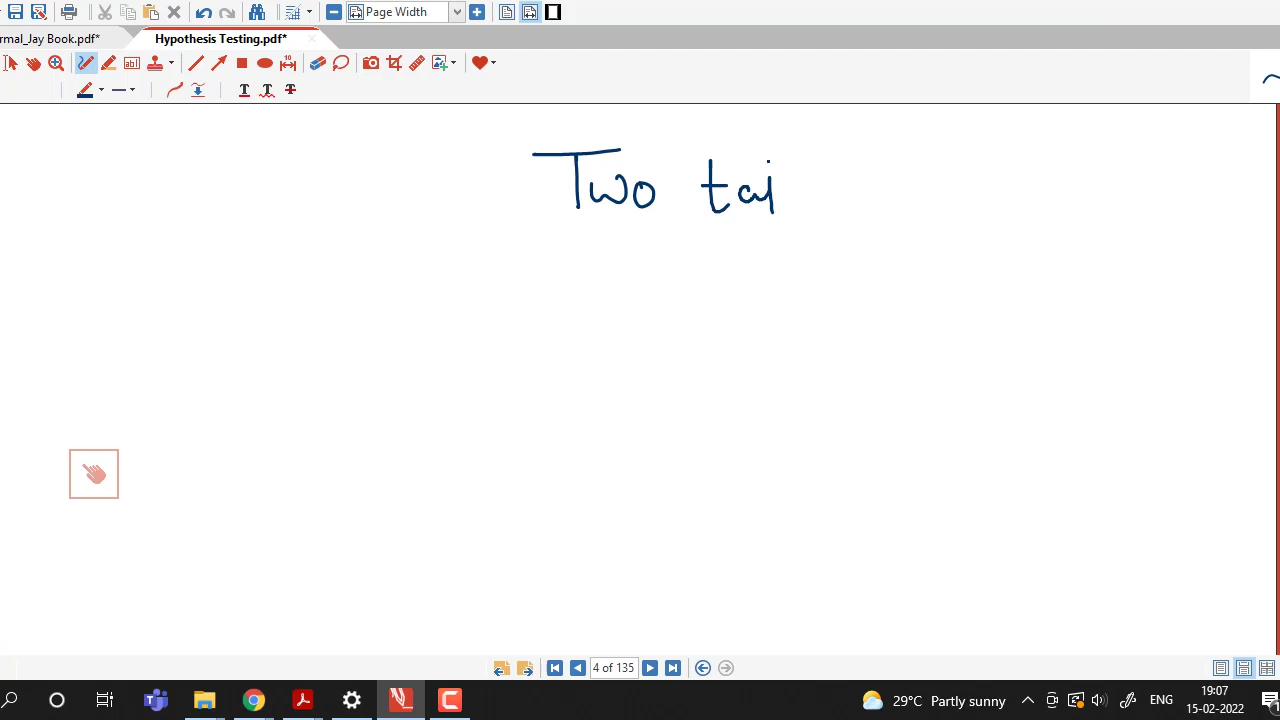 Page Width
rmal_Jay Book.pdf*
Hypothesis Testing.pdf*
10
T T T
Two tai
4 of 135
29°C Partly sunny
ENG
19:07
15-02-2022